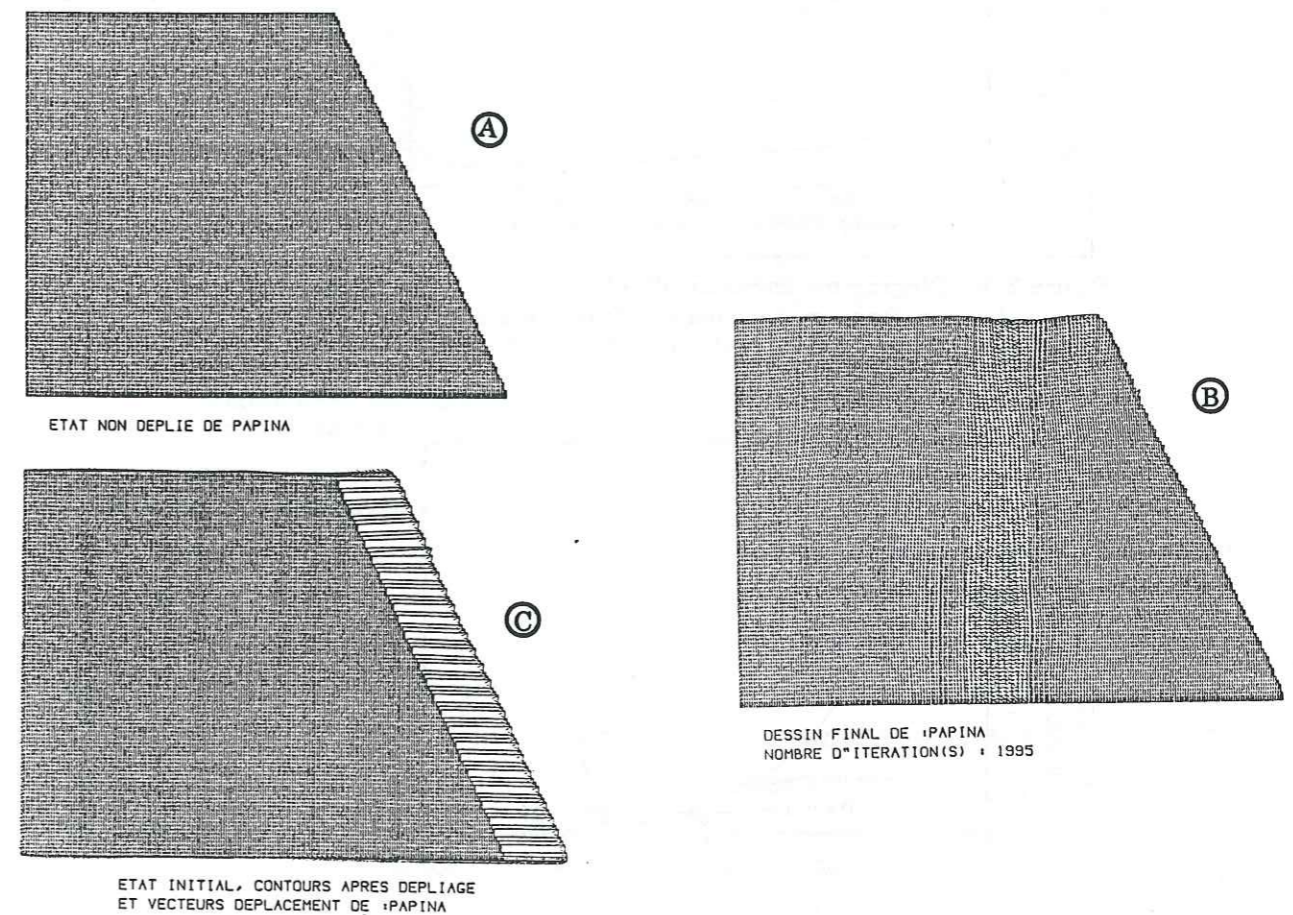 A
ETAT NON DEPLIE DE PAPINA
B
DESSIN FINAL DE :PAPINA
NOMBRE D"ITERATION(S) : 1995
C
ETAT INITIAL, CONTOURS APRES DEPLIAGE
ET VECTEURS DEPLACEMENT DE :PAPINA